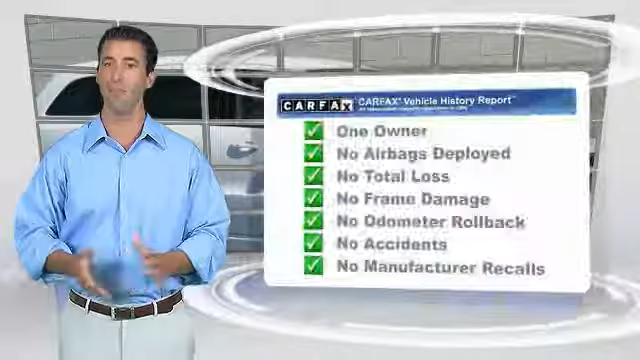 CARFAX CARFAX Vehicle History Report™
One Owner
No Airbags Deployed
No Total Loss
No Frame Damage
No Odometer Rollback
No Accidents
No Manufacturer Recalls